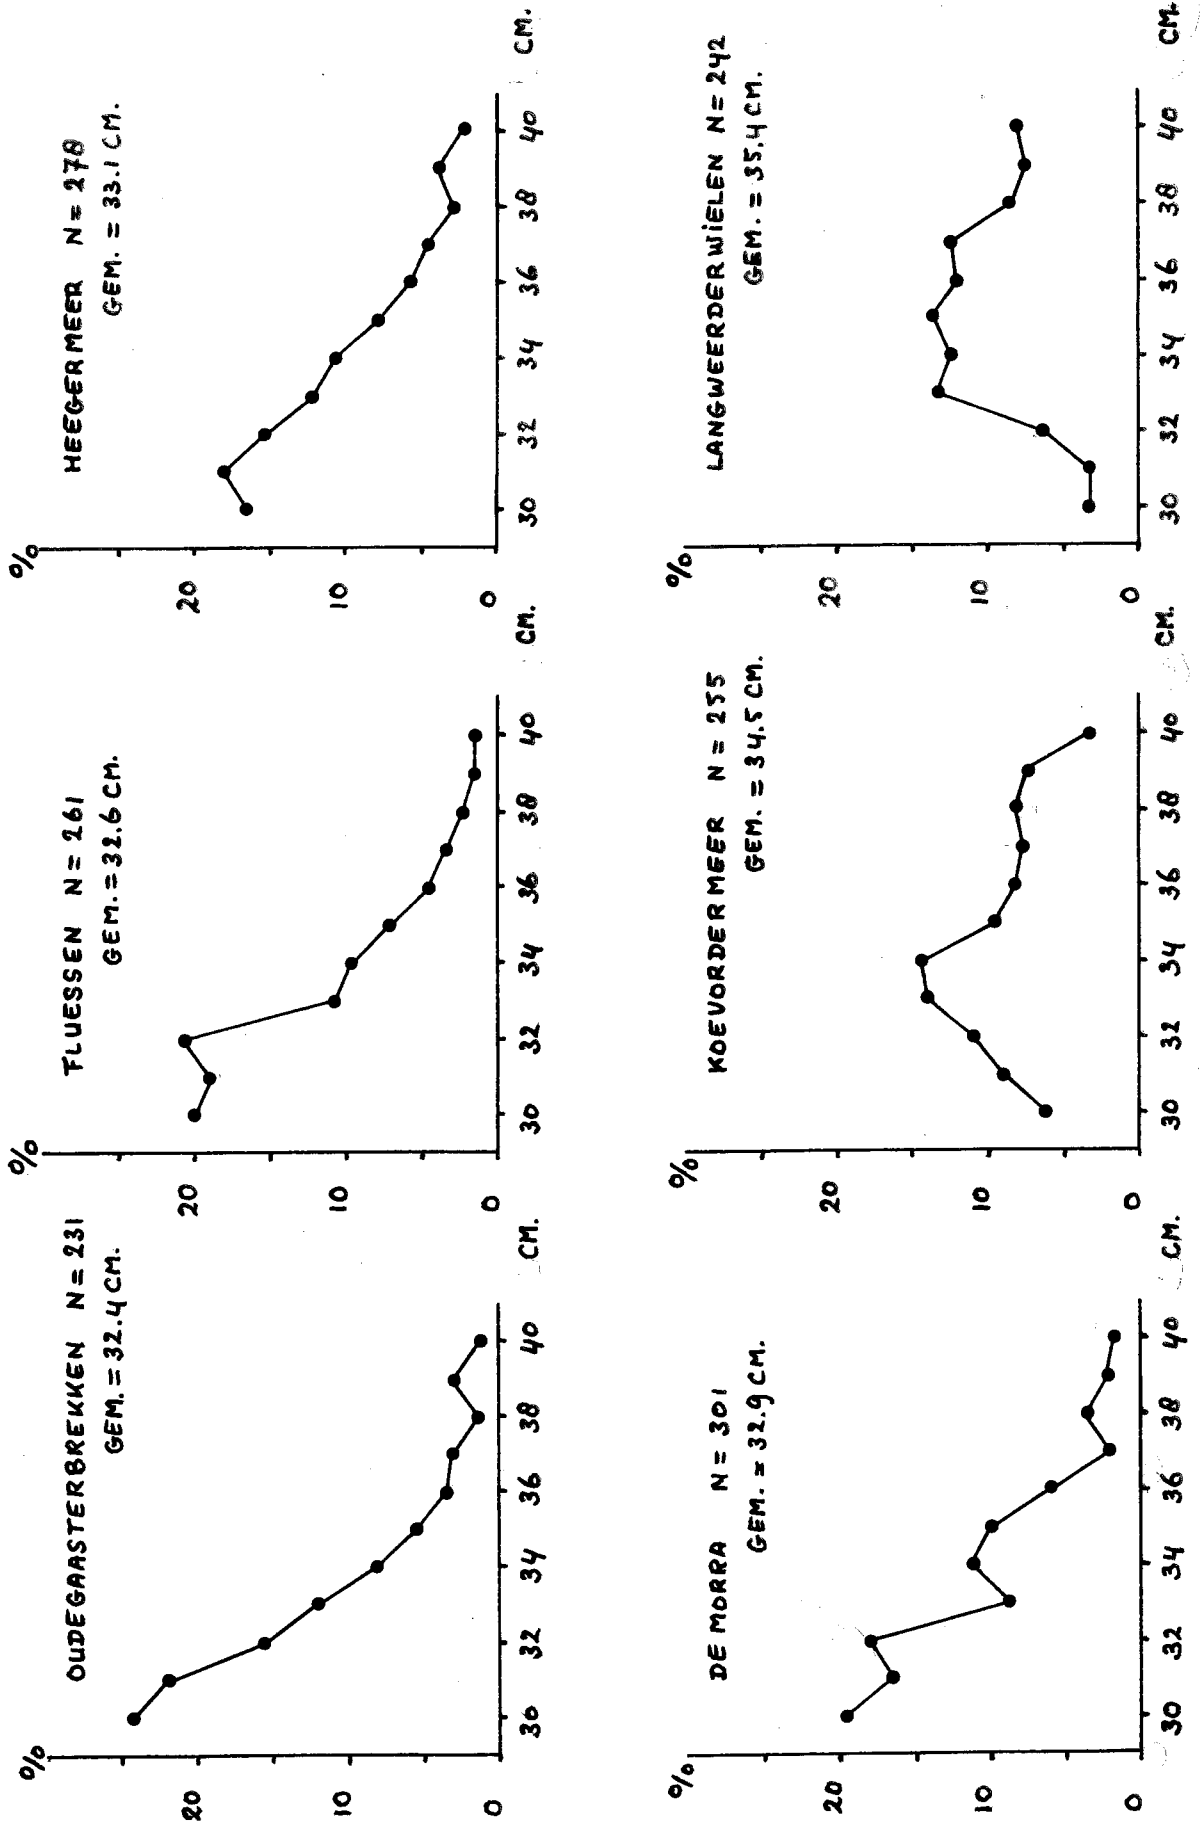 OUDEGAASTERBREKKEN N = 231
GEM. = 32.4 CM.
%
20
10
0
30 32 34 36 38 40 CM.
FLUESSEN N = 261
GEM. = 32.6 CM.
%
20
10
0
30 32 34 36 38 40 CM.
HEEGERMEER N = 278
GEM. = 33.1 CM.
%
20
10
0
30 32 34 36 38 40 CM.
DE MORRA N = 301
GEM. = 32.9 CM.
%
20
10
0
30 32 34 36 38 40 CM.
KOEVORDERMEER N = 255
GEM. = 34.5 CM.
%
20
10
0
30 32 34 36 38 40 CM.
LANGWEERDERWIELEN N = 242
GEM. = 35.4 CM.
%
20
10
0
30 32 34 36 38 40 CM.